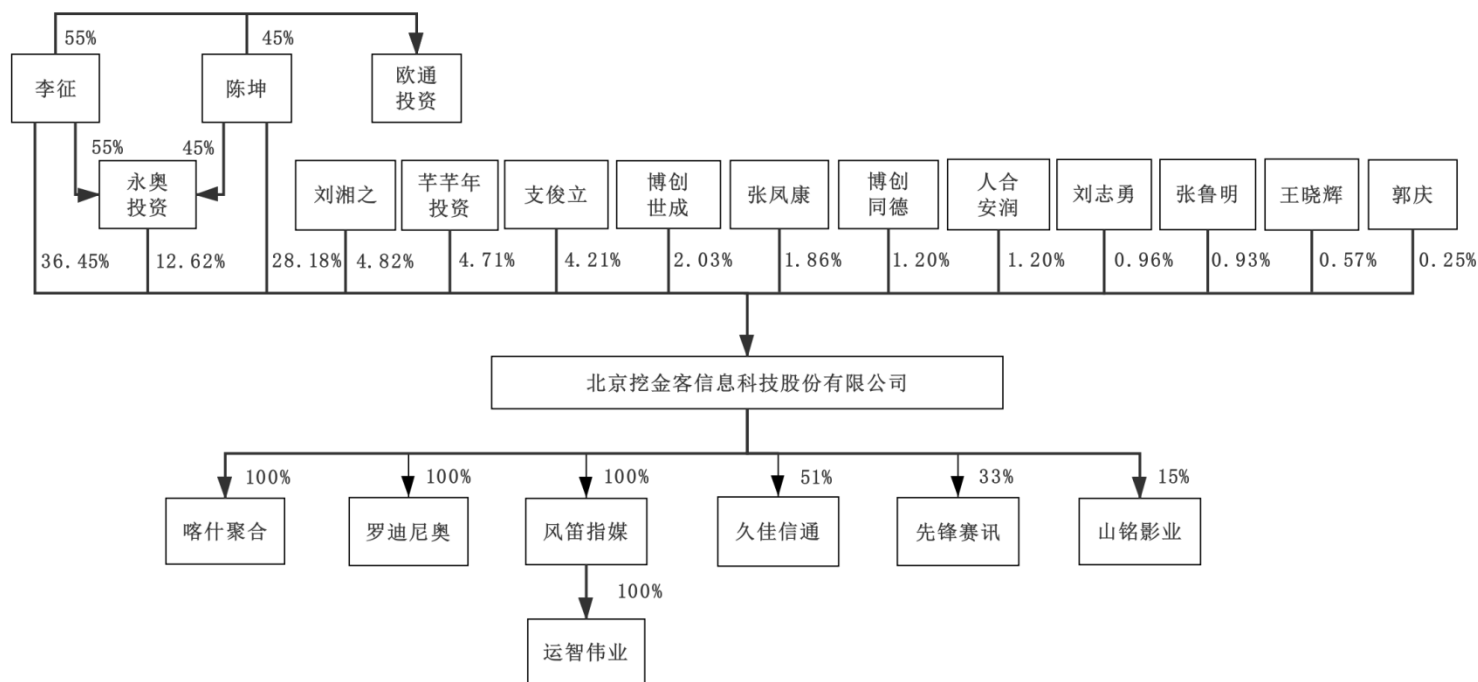 55%
45%
李征
陈坤
欧通
投资
55%
45%
永奥
投资
刘湘之
芊芊年
投资
支俊立
博创
世成
张凤康
博创
同德
人合
安润
刘志勇
张鲁明
王晓辉
郭庆
36.45%
12.62%
28.18%
4.82%
4.71%
4.21%
2.03%
1.86%
1.20%
1.20%
0.96%
0.93%
0.57%
0.25%
北京挖金客信息科技股份有限公司
100%
100%
100%
51%
33%
15%
喀什聚合
罗迪尼奥
风笛指媒
久佳信通
先锋赛讯
山铭影业
100%
运智伟业